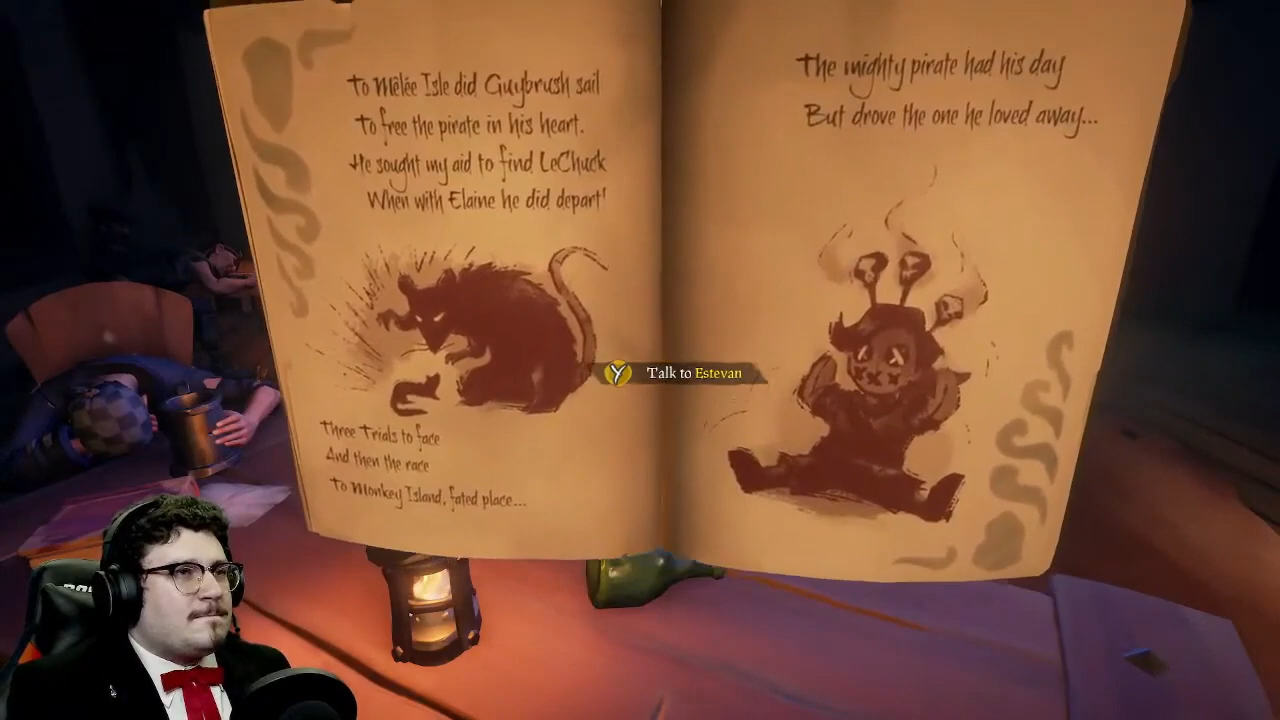 To Mêlée Isle did Guybrush sail
To free the pirate in his heart.
He sought my aid to find LeChuck
When with Elaine he did depart!
Three Trials to face
And then the race
To Monkey Island, fated place...
The mighty pirate had his day
But drove the one he loved away...
Y Talk to Estevan